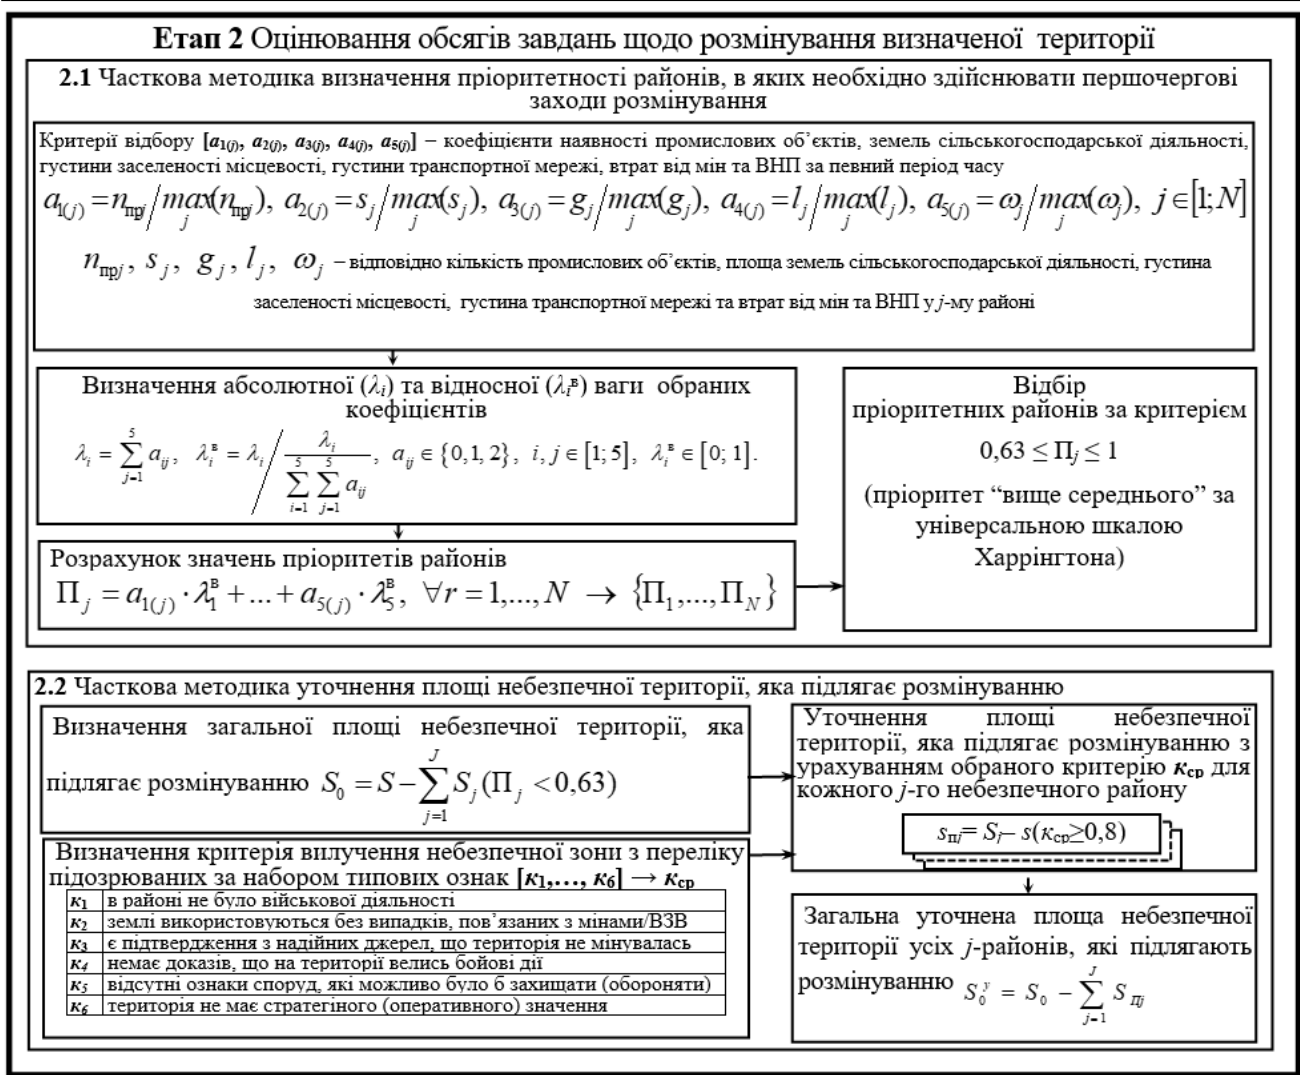 Етап 2 Оцінювання обсягів завдань щодо розмінування визначеної території
2.1 Часткова методика визначення пріоритетності районів, в яких необхідно здійснювати першочергові
заходи розмінування
Критерії відбору [a1(j), a2(j), a3(j), a4(j), a5(j)] – коефіцієнти наявності промислових об’єктів, земель сільськогосподарської діяльності,
густини заселеності місцевості, густини транспортної мережі, втрат від мін та ВНП за певний період часу
a1(j)=nпрj/max j(nпрj), a2(j)=sj/max j(sj), a3(j)=gj/max j(gj), a4(j)=lj/max j(lj), a5(j)=ωj/max j(ωj), j∈[1;N]
nпрj, sj, gj, lj, ωj – відповідно кількість промислових об’єктів, площа земель сільськогосподарської діяльності, густина
заселеності місцевості, густина транспортної мережі та втрат від мін та ВНП у j-му районі
Визначення абсолютної (λi) та відносної (λiв) ваги обраних
коефіцієнтів
λi = ∑j=1 5 aij, λiв = λi / λi / ∑i=1 5 ∑j=1 5 aij, aij ∈ {0,1,2}, i, j ∈ [1; 5], λiв ∈ [0; 1].
Розрахунок значень пріоритетів районів
Πj = a1(j) · λ1в +...+ a5(j) · λ5в, ∀r = 1,..., N → {Π1,...,ΠN}
Відбір
пріоритетних районів за критерієм
0,63 ≤ Πj ≤ 1
(пріоритет “вище середнього” за
універсальною шкалою
Харрінгтона)
2.2 Часткова методика уточнення площі небезпечної території, яка підлягає розмінуванню
Визначення загальної площі небезпечної території, яка
підлягає розмінуванню S0 = S – ∑j=1 J Sj (Πj < 0,63)
Визначення критерія вилучення небезпечної зони з переліку
підозрюваних за набором типових ознак [κ1,…, κ6] → κср
κ1 в районі не було військової діяльності
κ2 землі використовуються без випадків, пов’язаних з мінами/ВЗВ
κ3 є підтвердження з надійних джерел, що територія не мінувалась
κ4 немає доказів, що на території велись бойові дії
κ5 відсутні ознаки споруд, які можливо було б захищати (обороняти)
κ6 територія не має стратегіного (оперативного) значення
Уточнення площі небезпечної
території, яка підлягає розмінуванню з
урахуванням обраного критерію κср для
кожного j-го небезпечного району
sпj= Sj– s(κср≥0,8)
Загальна уточнена площа небезпечної
території усіх j-районів, які підлягають
розмінуванню S0у = S0 – ∑j=1 J SПj